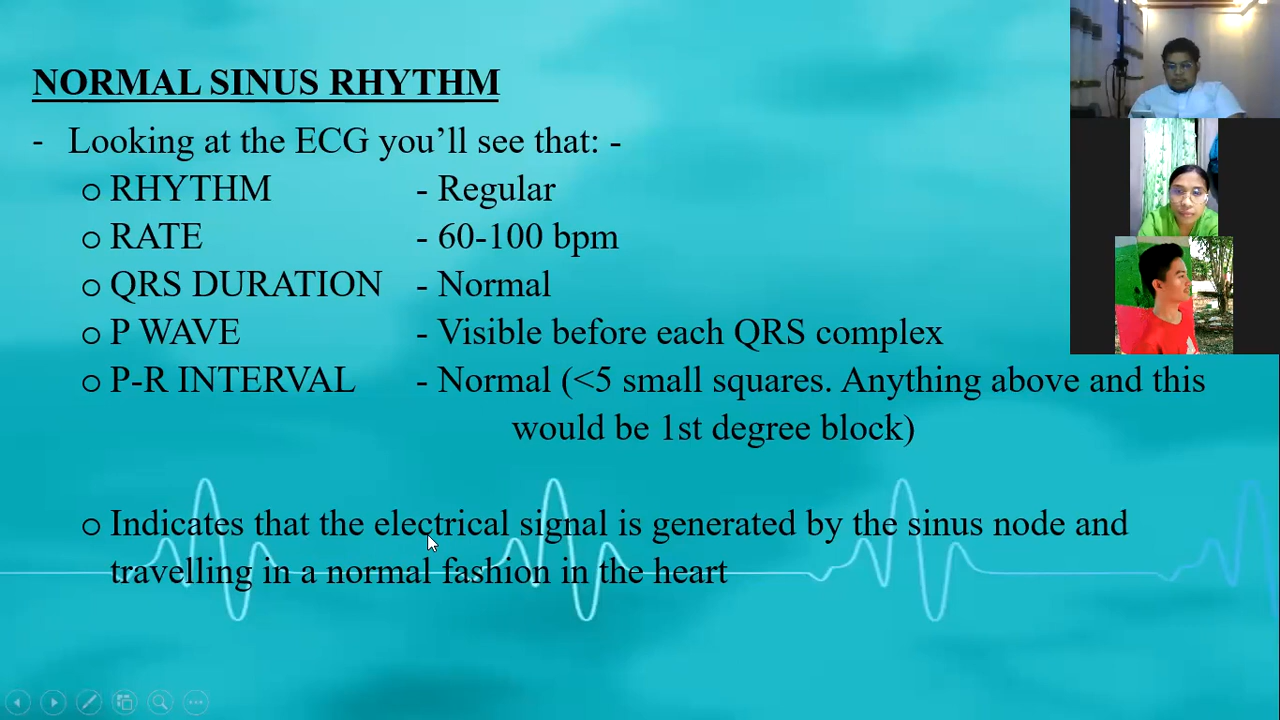 NORMAL SINUS RHYTHM
- Looking at the ECG you’ll see that: -
o RHYTHM - Regular
o RATE - 60-100 bpm
o QRS DURATION - Normal
o P WAVE - Visible before each QRS complex
o P-R INTERVAL - Normal (<5 small squares. Anything above and this
would be 1st degree block)
o Indicates that the electrical signal is generated by the sinus node and
travelling in a normal fashion in the heart